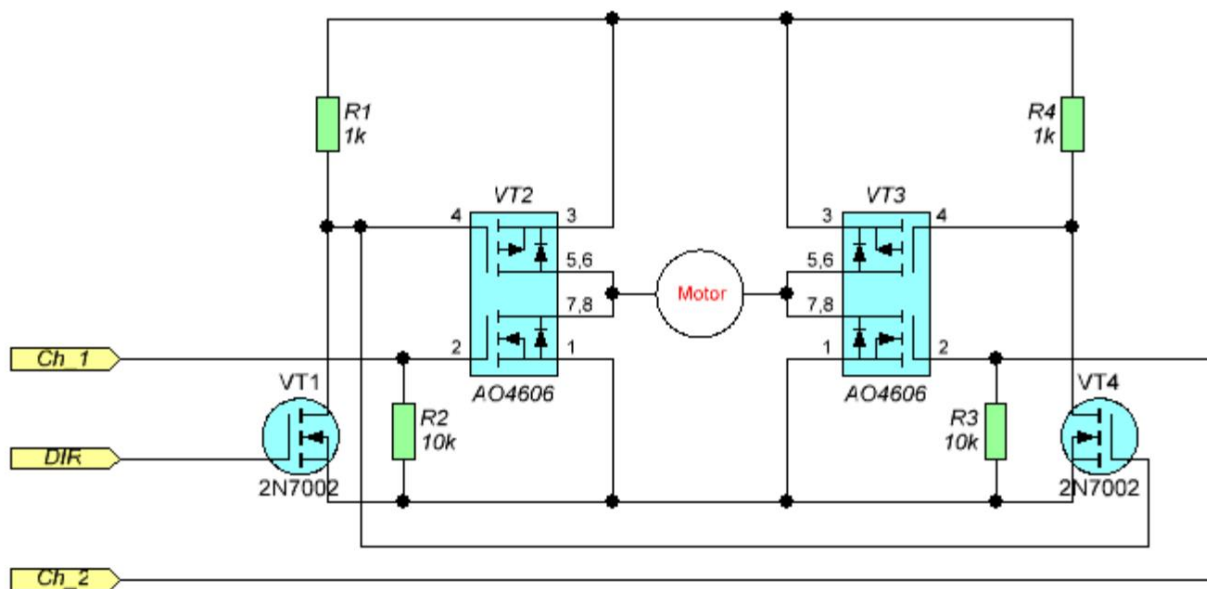 R1
1k
R4
1k
VT2
VT3
4
3
3
4
5,6
5,6
Motor
7,8
7,8
Ch_1
2
1
1
2
VT1
AO4606
AO4606
VT4
R2
10k
R3
10k
DIR
2N7002
2N7002
Ch_2